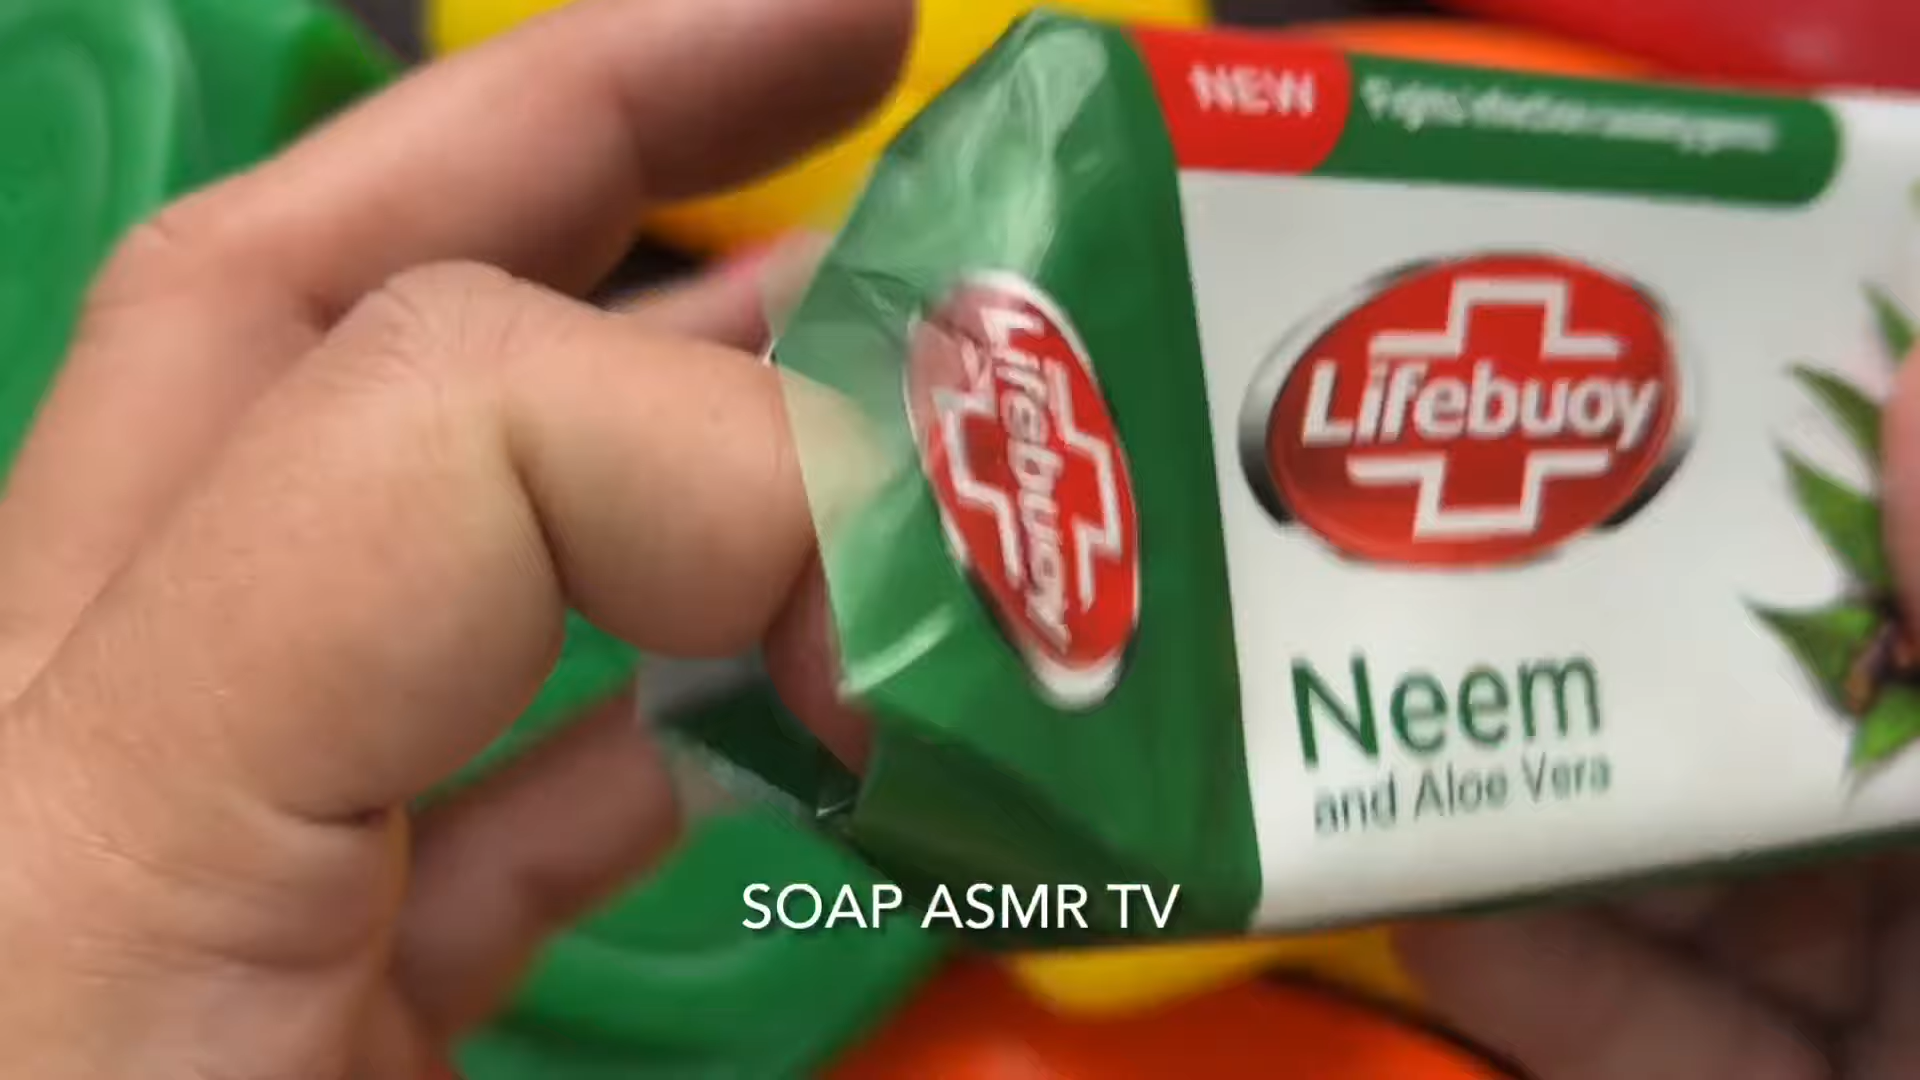 NEW
Lifebuoy
Lifebuoy
Neem
and Aloe Vera
SOAP ASMR TV